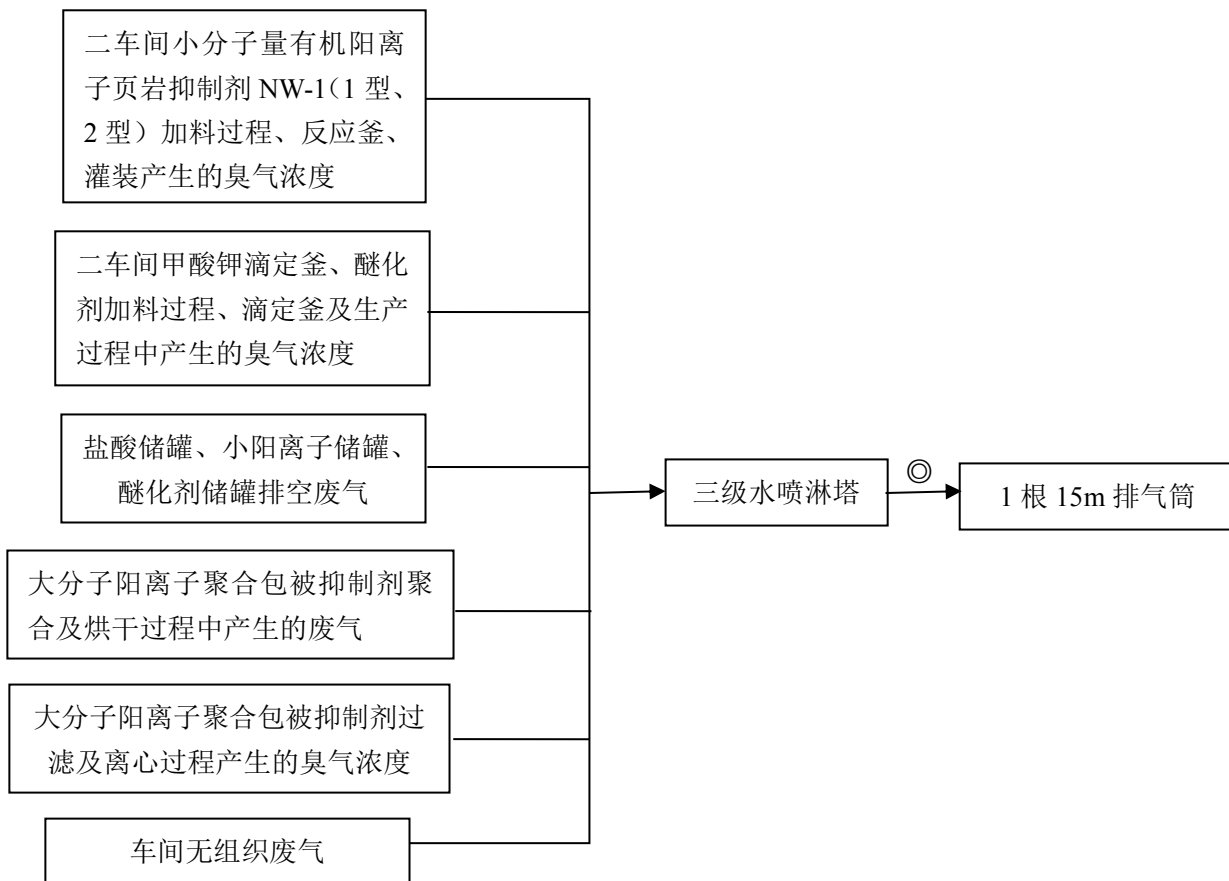 二车间小分子量有机阳离
子页岩抑制剂 NW-1（1 型、
2 型）加料过程、反应釜、
灌装产生的臭气浓度
二车间甲酸钾滴定釜、醚化
剂加料过程、滴定釜及生产
过程中产生的臭气浓度
盐酸储罐、小阳离子储罐、
醚化剂储罐排空废气
大分子阳离子聚合包被抑制剂聚
合及烘干过程中产生的废气
大分子阳离子聚合包被抑制剂过
滤及离心过程产生的臭气浓度
车间无组织废气
三级水喷淋塔
◎
1 根 15m 排气筒